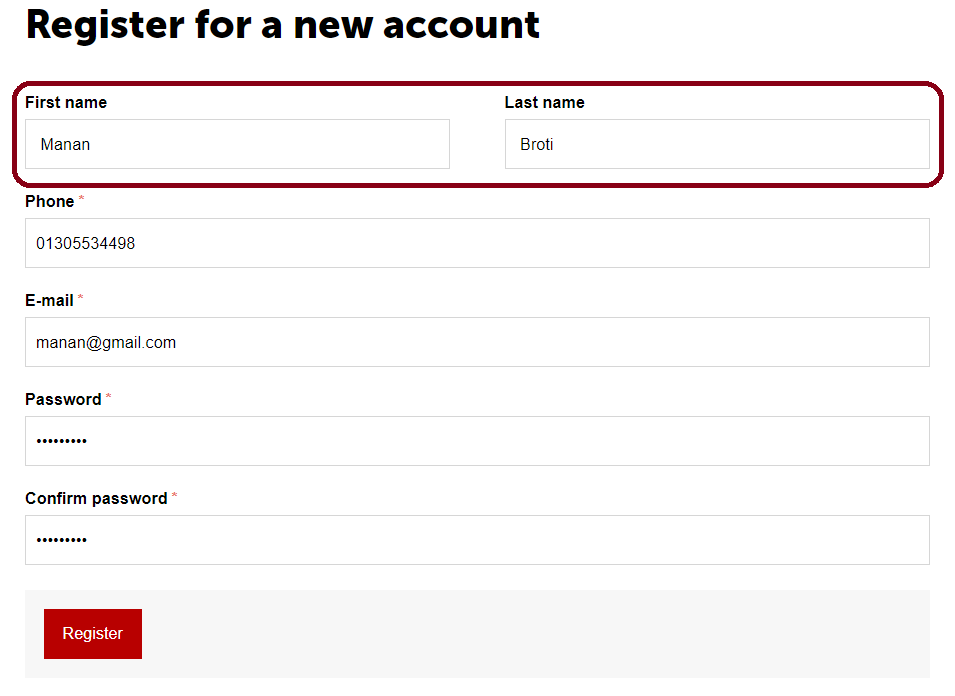 Register for a new account
First name Last name
Manan Broti
Phone *
01305534498
E-mail *
manan@gmail.com
Password *
•••••••••
Confirm password *
•••••••••
Register